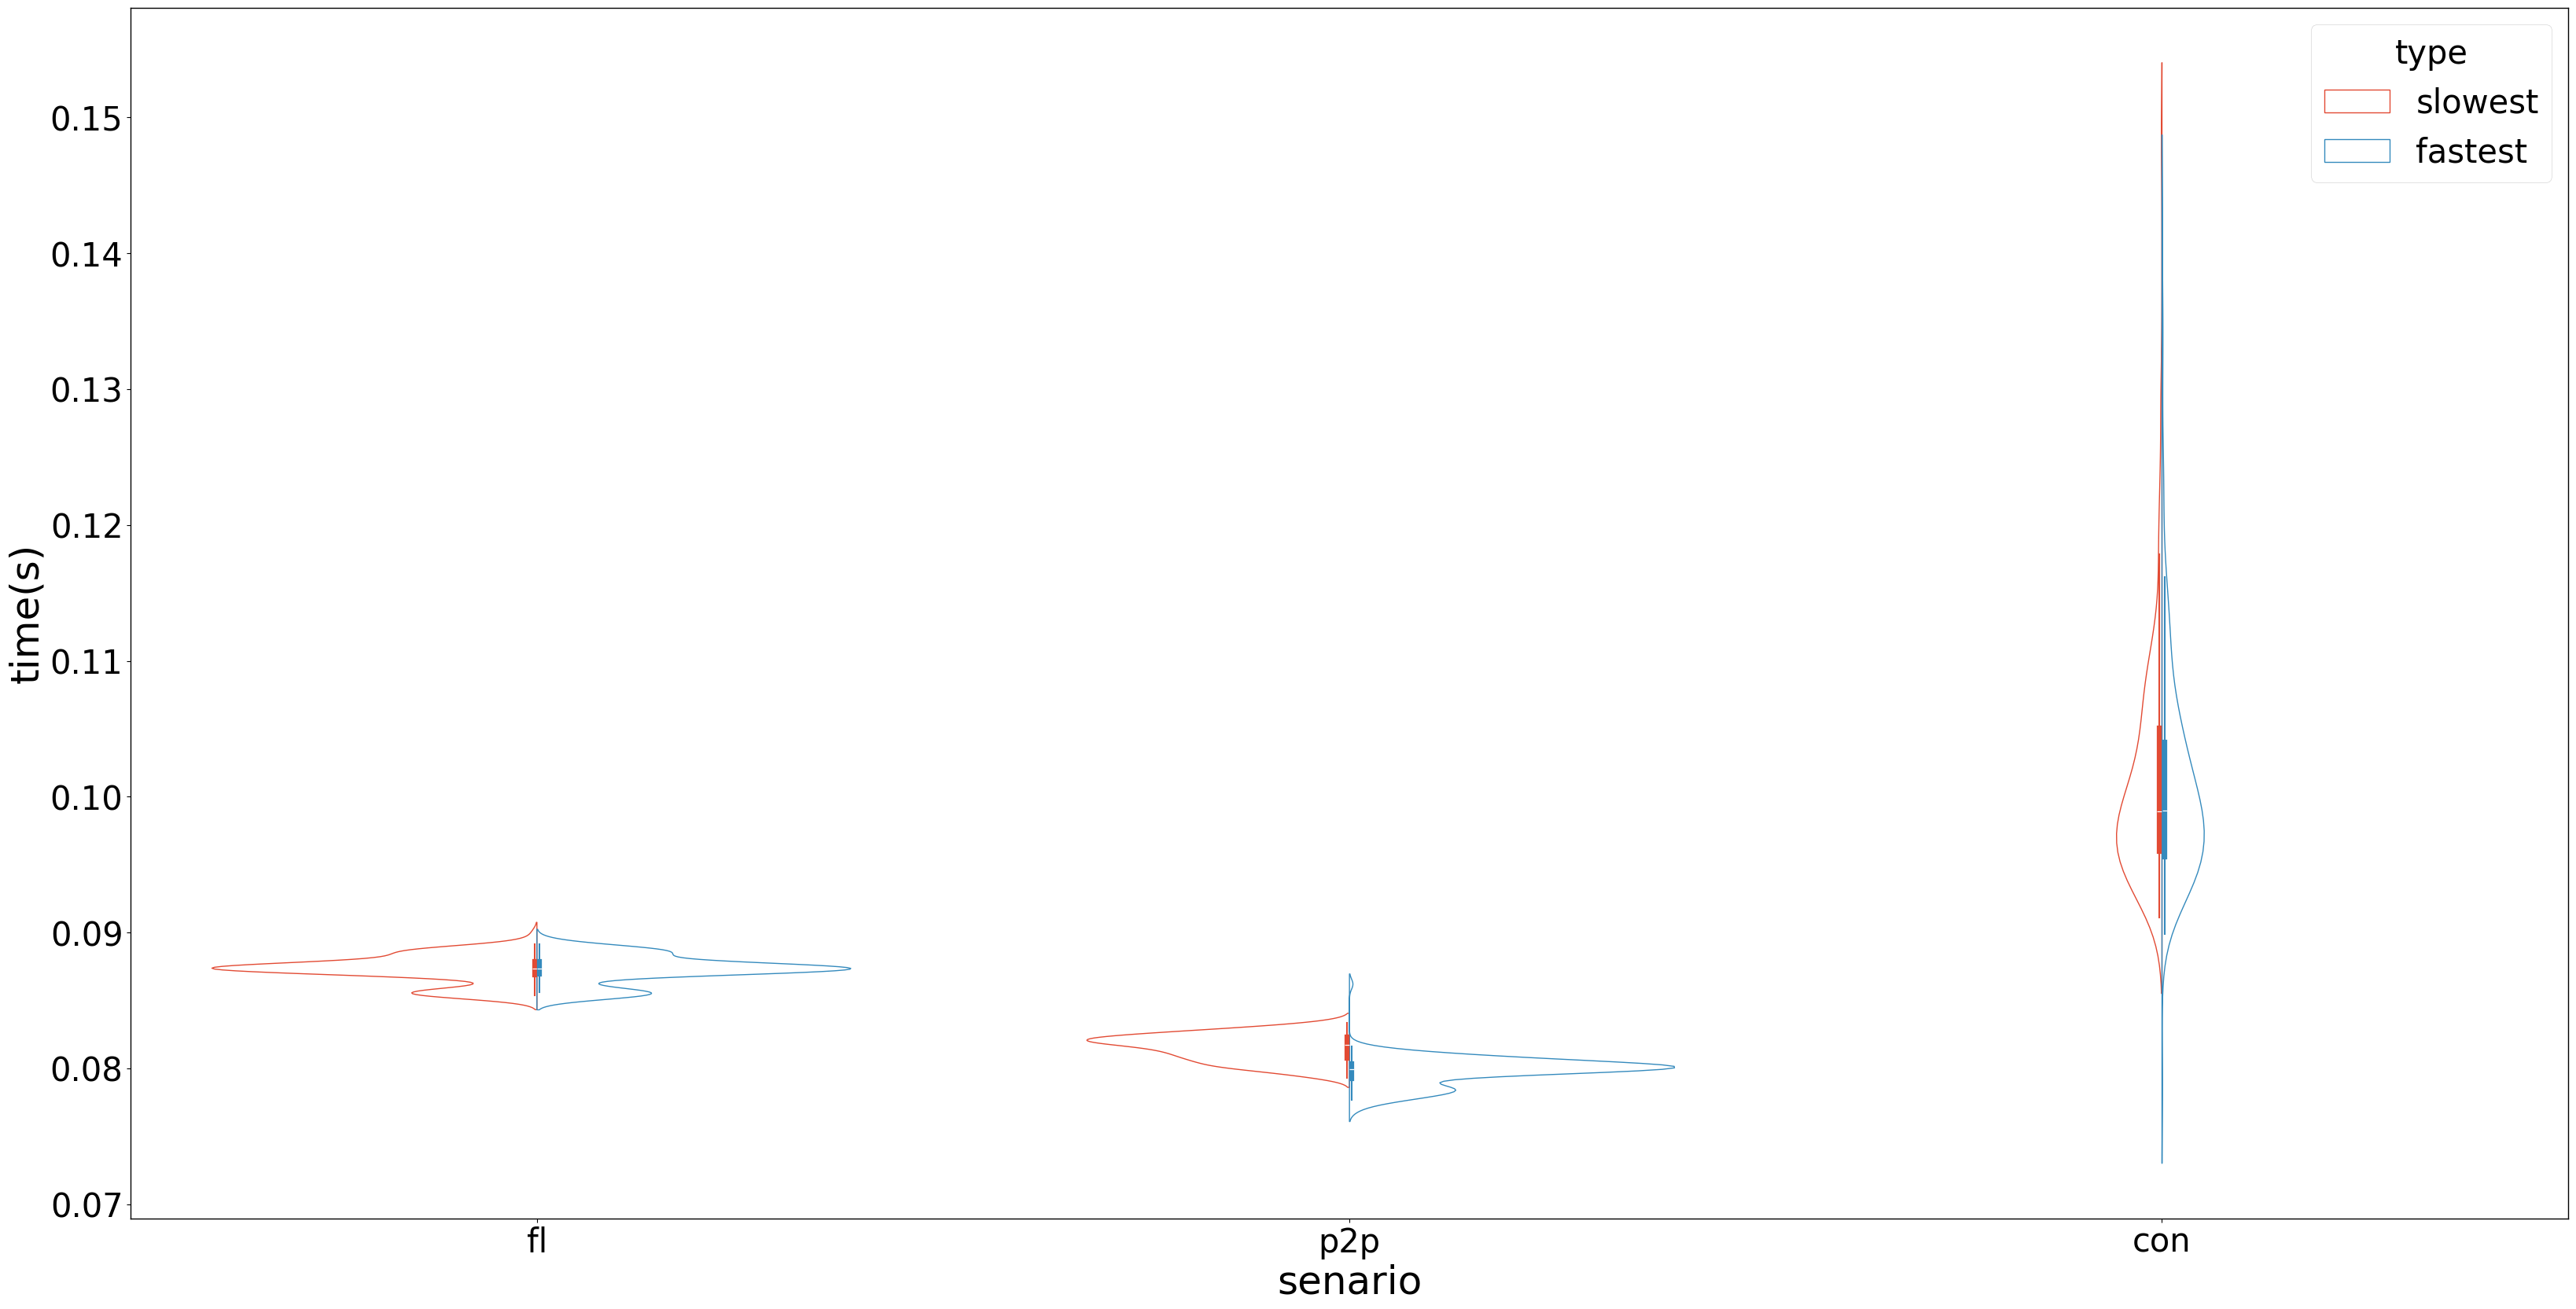 type
slowest
fastest
0.15
0.14
0.13
0.12
0.11
0.10
0.09
0.08
0.07
time(s)
fl
p2p
con
senario